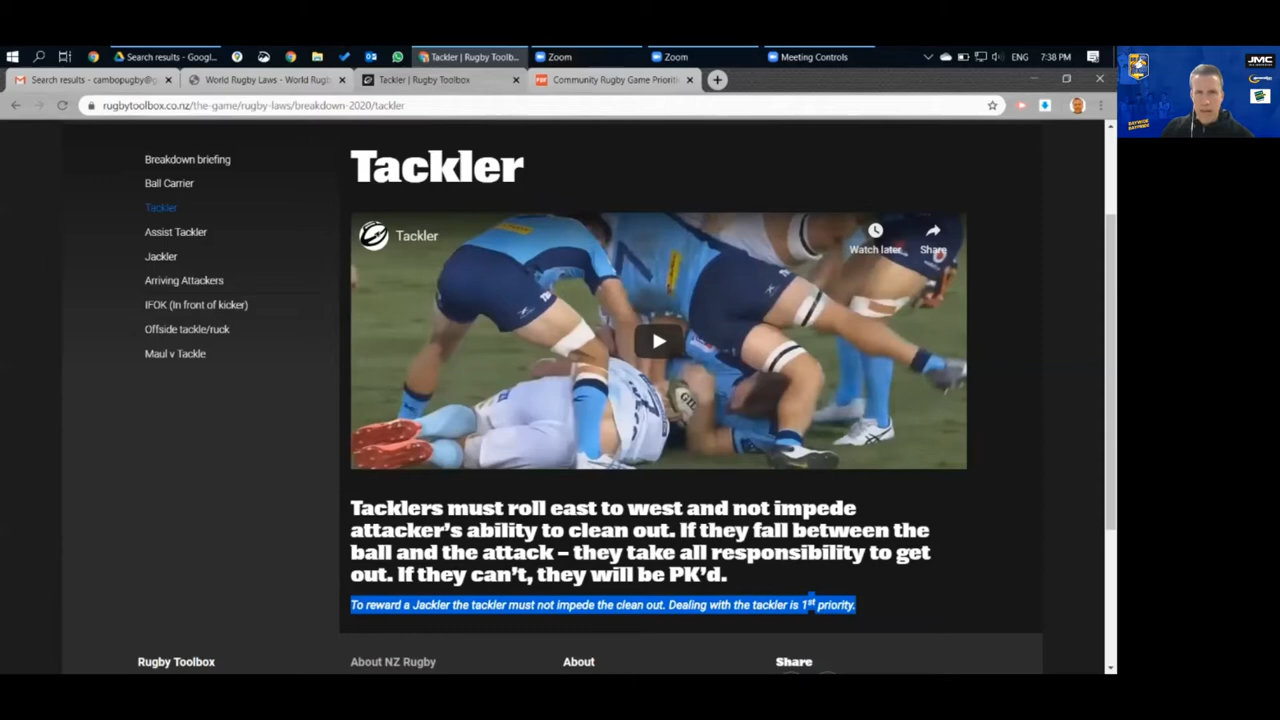 Search results - Googl...
Tackler | Rugby Toolb...
Zoom
Zoom
Meeting Controls
ENG
7:38 PM
Search results - cambopugby@g
World Rugby Laws - World Rugb
Tackler | Rugby Toolbox
Community Rugby Game Prioriti
rugbytoolbox.co.nz/the-game/rugby-laws/breakdown-2020/tackler
JMC
BAYWIDE
Breakdown briefing
Ball Carrier
Tackler
Assist Tackler
Jackler
Arriving Attackers
IFOK (In front of kicker)
Offside tackle/ruck
Maul v Tackle
Tackler
Tackler
Watch later
Share
GIL
Tacklers must roll east to west and not impede
attacker's ability to clean out. If they fall between the
ball and the attack – they take all responsibility to get
out. If they can't, they will be PK'd.
To reward a Jackler the tackler must not impede the clean out. Dealing with the tackler is 1st priority.
Rugby Toolbox
About NZ Rugby
About
Share